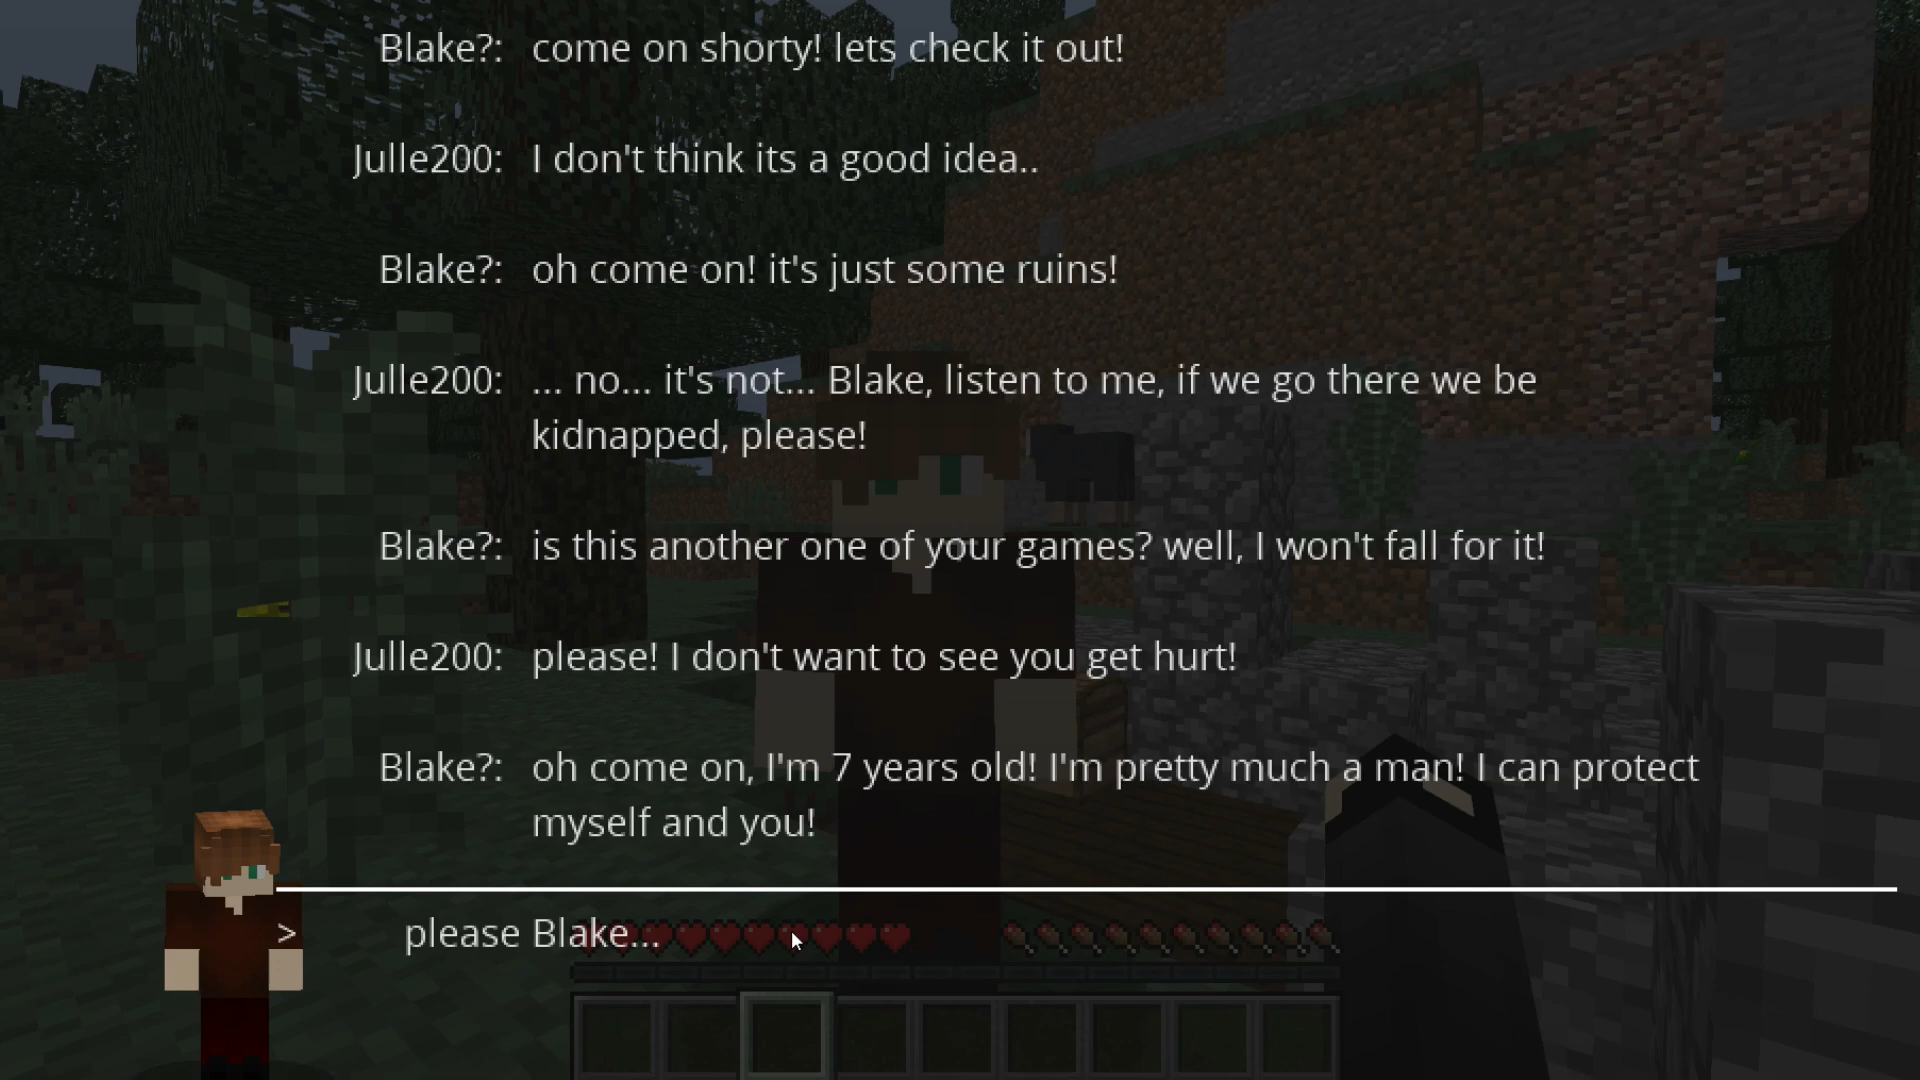 Blake?: come on shorty! lets check it out!
Julle200: I don't think its a good idea..
Blake?: oh come on! it's just some ruins!
Julle200: ... no... it's not... Blake, listen to me, if we go there we be
kidnapped, please!
Blake?: is this another one of your games? well, I won't fall for it!
Julle200: please! I don't want to see you get hurt!
Blake?: oh come on, I'm 7 years old! I'm pretty much a man! I can protect
myself and you!
> please Blake...